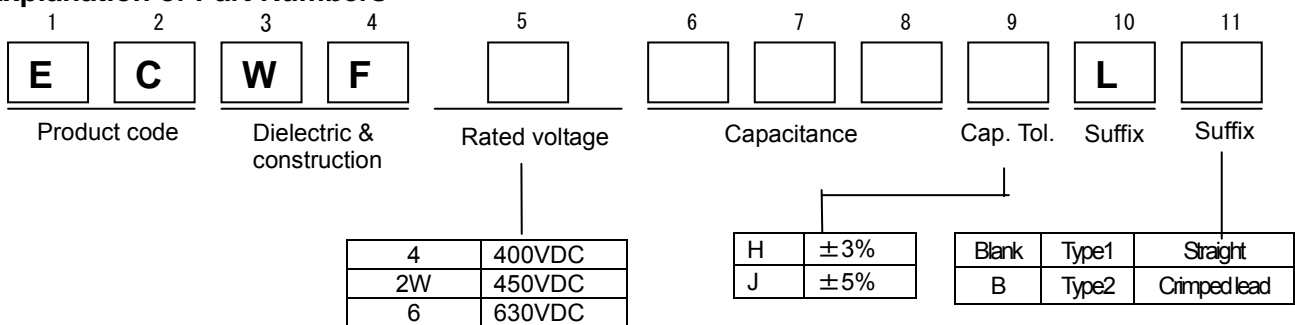 Explanation of Part Numbers
1 2 3 4 5 6 7 8 9 10 11
E C W F L
Product code Dielectric & construction Rated voltage Capacitance Cap. Tol. Suffix Suffix
4 400VDC
2W 450VDC
6 630VDC
H ±3%
J ±5%
Blank Type1 Straight
B Type2 Crimped lead